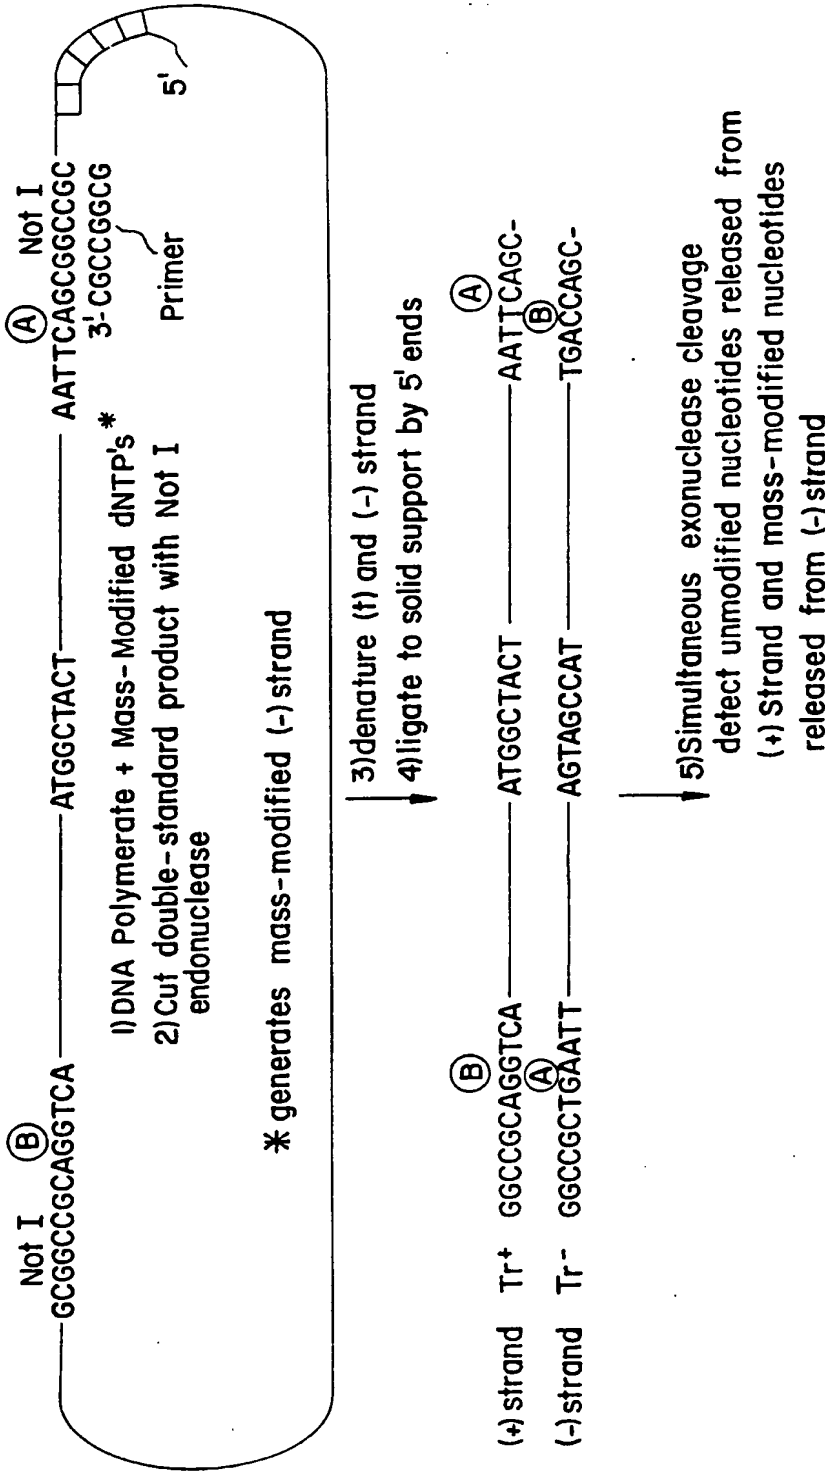 Not I Ⓑ
GCGGCCGCAGGTCA
ATGGCTACT
Ⓐ Not I
AATTCAGCGGCCGC
3'-CGCCGGCG
Primer
5'
1) DNA Polymerate + Mass-Modified dNTP's*
2) Cut double-standard product with Not I
endonuclease
* generates mass-modified (-) strand
3) denature (t) and (-) strand
4) ligate to solid support by 5' ends
Ⓑ Ⓐ
(+) strand Tr+ GGCCGCAGGTCA ATGGCTACT AATTCAGC-
Ⓐ Ⓑ
(-) strand Tr- GGCCGCTGAATT AGTAGCCAT TGACCAGC-
5) Simultaneous exonuclease cleavage
detect unmodified nucleotides released from
(+) Strand and mass-modified nucleotides
released from (-) strand